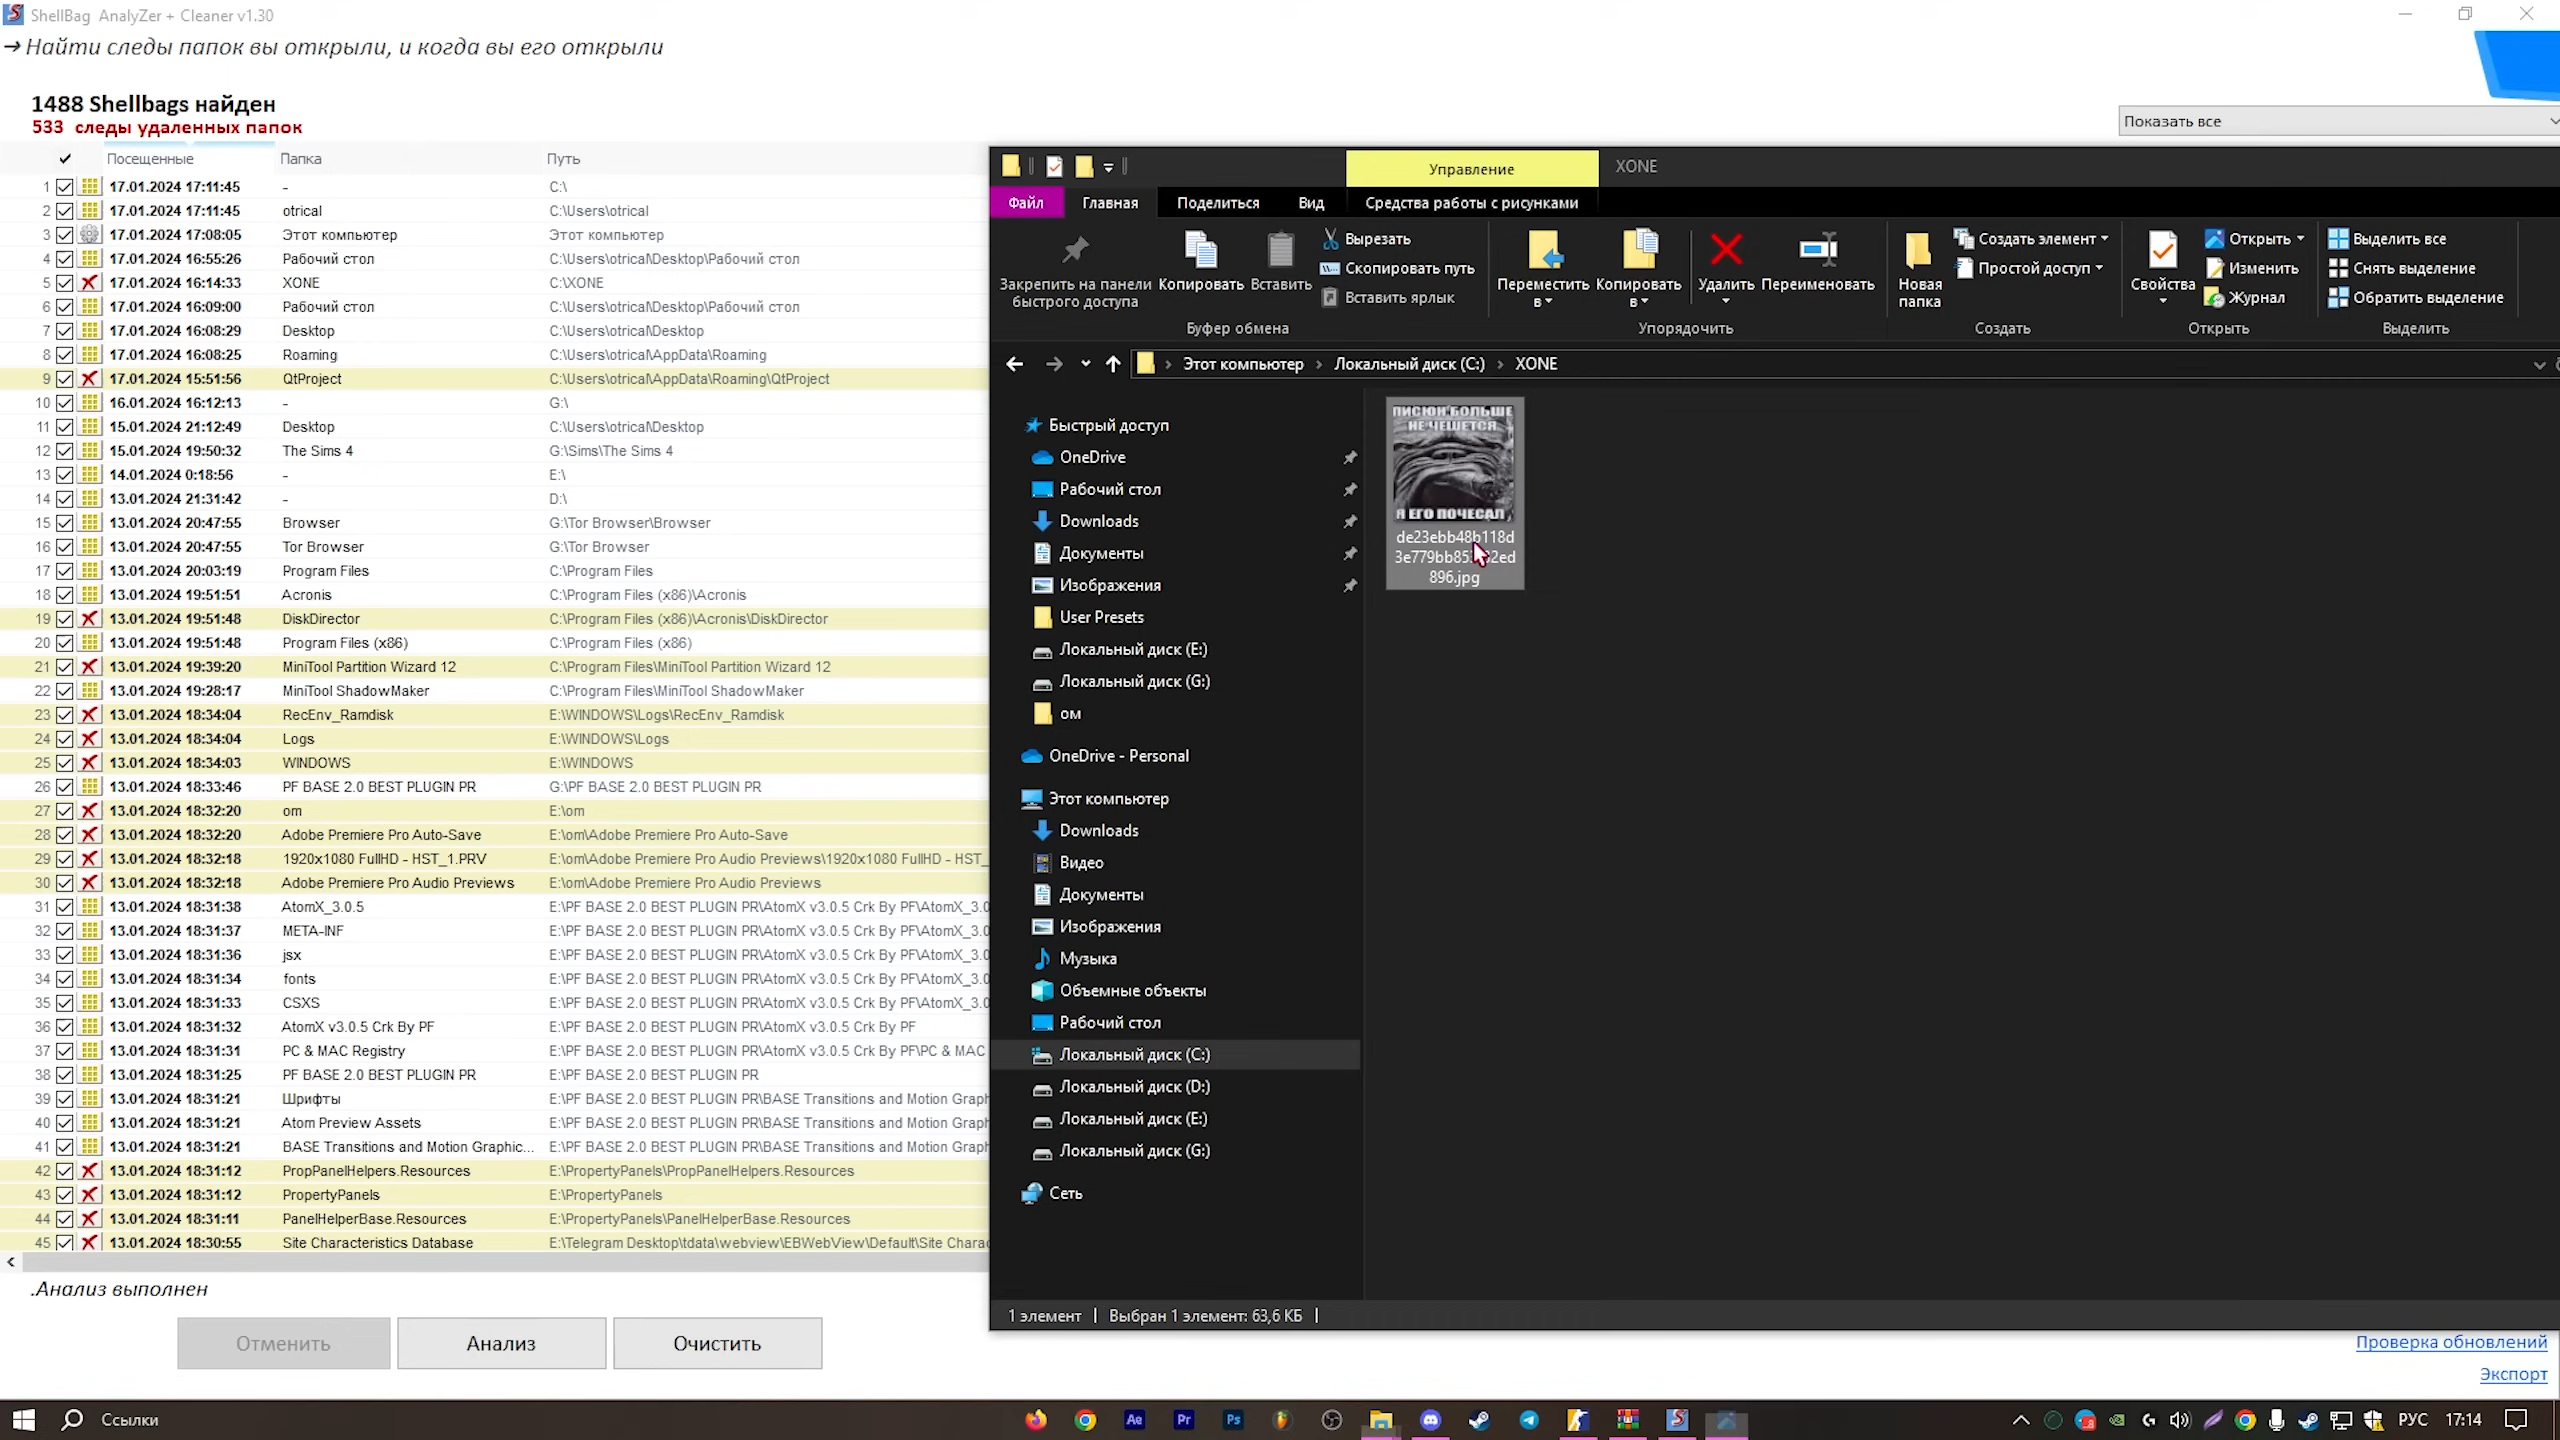 ShellBag AnalyZer + Cleaner v1.30
→ Найти следы папок вы открыли, и когда вы его открыли
1488 Shellbags найден
533 следы удаленных папок
Показать все
Посещенные Папка Путь
1 17.01.2024 17:11:45 - C:\
2 17.01.2024 17:11:45 otrical C:\Users\otrical
3 17.01.2024 17:08:05 Этот компьютер Этот компьютер
4 17.01.2024 16:55:26 Рабочий стол C:\Users\otrical\Desktop\Рабочий стол
5 17.01.2024 16:14:33 XONE C:\XONE
6 17.01.2024 16:09:00 Рабочий стол C:\Users\otrical\Desktop\Рабочий стол
7 17.01.2024 16:08:29 Desktop C:\Users\otrical\Desktop
8 17.01.2024 16:08:25 Roaming C:\Users\otrical\AppData\Roaming
9 17.01.2024 15:51:56 QtProject C:\Users\otrical\AppData\Roaming\QtProject
10 16.01.2024 16:12:13 - G:\
11 15.01.2024 21:12:49 Desktop C:\Users\otrical\Desktop
12 15.01.2024 19:50:32 The Sims 4 G:\Sims\The Sims 4
13 14.01.2024 0:18:56 - E:\
14 13.01.2024 21:31:42 - D:\
15 13.01.2024 20:47:55 Browser G:\Tor Browser\Browser
16 13.01.2024 20:47:55 Tor Browser G:\Tor Browser
17 13.01.2024 20:03:19 Program Files C:\Program Files
18 13.01.2024 19:51:51 Acronis C:\Program Files (x86)\Acronis
19 13.01.2024 19:51:48 DiskDirector C:\Program Files (x86)\Acronis\DiskDirector
20 13.01.2024 19:51:48 Program Files (x86) C:\Program Files (x86)
21 13.01.2024 19:39:20 MiniTool Partition Wizard 12 C:\Program Files\MiniTool Partition Wizard 12
22 13.01.2024 19:28:17 MiniTool ShadowMaker C:\Program Files\MiniTool ShadowMaker
23 13.01.2024 18:34:04 RecEnv_Ramdisk E:\WINDOWS\Logs\RecEnv_Ramdisk
24 13.01.2024 18:34:04 Logs E:\WINDOWS\Logs
25 13.01.2024 18:34:03 WINDOWS E:\WINDOWS
26 13.01.2024 18:33:46 PF BASE 2.0 BEST PLUGIN PR G:\PF BASE 2.0 BEST PLUGIN PR
27 13.01.2024 18:32:20 om E:\om
28 13.01.2024 18:32:20 Adobe Premiere Pro Auto-Save E:\om\Adobe Premiere Pro Auto-Save
29 13.01.2024 18:32:18 1920x1080 FullHD - HST_1.PRV E:\om\Adobe Premiere Pro Audio Previews\1920x1080 FullHD - HST_
30 13.01.2024 18:32:18 Adobe Premiere Pro Audio Previews E:\om\Adobe Premiere Pro Audio Previews
31 13.01.2024 18:31:38 AtomX_3.0.5 E:\PF BASE 2.0 BEST PLUGIN PR\AtomX v3.0.5 Crk By PF\AtomX_3.0
32 13.01.2024 18:31:37 META-INF E:\PF BASE 2.0 BEST PLUGIN PR\AtomX v3.0.5 Crk By PF\AtomX_3.0
33 13.01.2024 18:31:36 jsx E:\PF BASE 2.0 BEST PLUGIN PR\AtomX v3.0.5 Crk By PF\AtomX_3.0
34 13.01.2024 18:31:34 fonts E:\PF BASE 2.0 BEST PLUGIN PR\AtomX v3.0.5 Crk By PF\AtomX_3.0
35 13.01.2024 18:31:33 CSXS E:\PF BASE 2.0 BEST PLUGIN PR\AtomX v3.0.5 Crk By PF\AtomX_3.0
36 13.01.2024 18:31:32 AtomX v3.0.5 Crk By PF E:\PF BASE 2.0 BEST PLUGIN PR\AtomX v3.0.5 Crk By PF
37 13.01.2024 18:31:31 PC & MAC Registry E:\PF BASE 2.0 BEST PLUGIN PR\AtomX v3.0.5 Crk By PF\PC & MAC
38 13.01.2024 18:31:25 PF BASE 2.0 BEST PLUGIN PR E:\PF BASE 2.0 BEST PLUGIN PR
39 13.01.2024 18:31:21 Шрифты E:\PF BASE 2.0 BEST PLUGIN PR\BASE Transitions and Motion Graph
40 13.01.2024 18:31:21 Atom Preview Assets E:\PF BASE 2.0 BEST PLUGIN PR\BASE Transitions and Motion Graph
41 13.01.2024 18:31:21 BASE Transitions and Motion Graphic... E:\PF BASE 2.0 BEST PLUGIN PR\BASE Transitions and Motion Graph
42 13.01.2024 18:31:12 PropPanelHelpers.Resources E:\PropertyPanels\PropPanelHelpers.Resources
43 13.01.2024 18:31:12 PropertyPanels E:\PropertyPanels
44 13.01.2024 18:31:11 PanelHelperBase.Resources E:\PropertyPanels\PanelHelperBase.Resources
45 13.01.2024 18:30:55 Site Characteristics Database E:\Telegram Desktop\tdata\webview\EBWebView\Default\Site Charac
.Анализ выполнен
Отменить Анализ Очистить
Проверка обновлений
Экспорт
Управление XONE
Файл Главная Поделиться Вид Средства работы с рисунками
Закрепить на панели быстрого доступа
Копировать
Вставить
Вырезать
Скопировать путь
Вставить ярлык
Буфер обмена
Переместить в
Копировать в
Удалить
Переименовать
Упорядочить
Новая папка
Создать элемент
Простой доступ
Создать
Свойства
Открыть
Изменить
Журнал
Открыть
Выделить все
Снять выделение
Обратить выделение
Выделить
Этот компьютер › Локальный диск (C:) › XONE
Быстрый доступ
OneDrive
Рабочий стол
Downloads
Документы
Изображения
User Presets
Локальный диск (E:)
Локальный диск (G:)
ом
OneDrive - Personal
Этот компьютер
Downloads
Видео
Документы
Изображения
Музыка
Объемные объекты
Рабочий стол
Локальный диск (C:)
Локальный диск (D:)
Локальный диск (E:)
Локальный диск (G:)
Сеть
ПИСЮН БОЛЬШЕ
НЕ ЧЕШЕТСЯ
Я ЕГО ПОЧЕСАЛ
de23ebb48b118d
896.jpg
1 элемент Выбран 1 элемент: 63,6 КБ
Ссылки
Ae Pr Ps
РУС 17:14